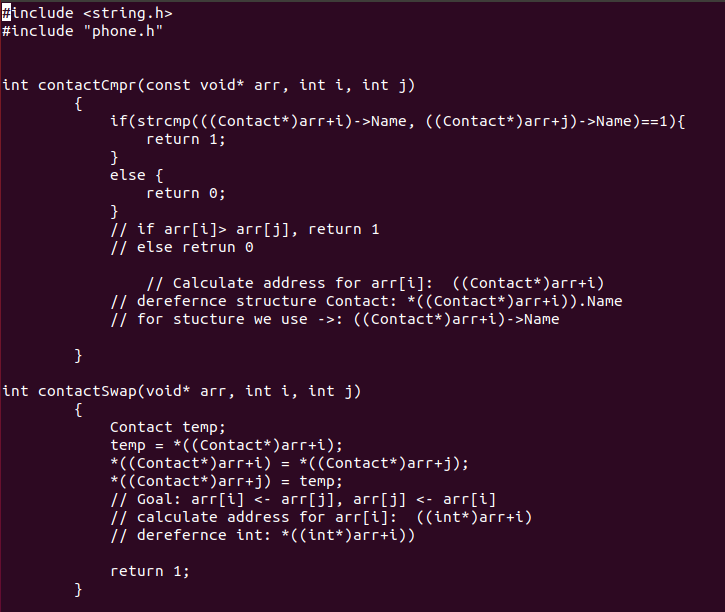 #include <string.h>
#include "phone.h"
int contactCmpr(const void* arr, int i, int j)
{
if(strcmp(((Contact*)arr+i)->Name, ((Contact*)arr+j)->Name)==1){
return 1;
}
else {
return 0;
}
// if arr[i]> arr[j], return 1
// else retrun 0
// Calculate address for arr[i]:  ((Contact*)arr+i)
// derefernce structure Contact: *((Contact*)arr+i)).Name
// for stucture we use ->: ((Contact*)arr+i)->Name
}
int contactSwap(void* arr, int i, int j)
{
Contact temp;
temp = *((Contact*)arr+i);
*((Contact*)arr+i) = *((Contact*)arr+j);
*((Contact*)arr+j) = temp;
// Goal: arr[i] <- arr[j], arr[j] <- arr[i]
// calculate address for arr[i]:  ((int*)arr+i)
// derefernce int: *((int*)arr+i))
return 1;
}